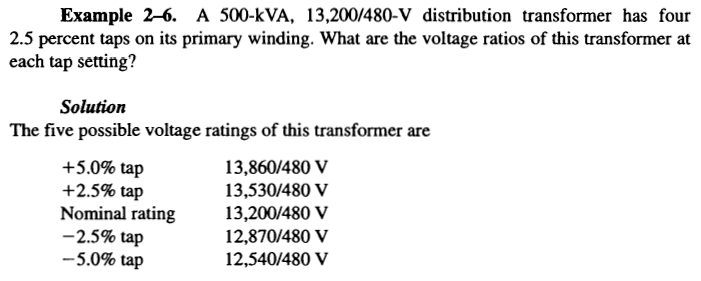 Example 2–6. A 500-kVA, 13,200/480-V distribution transformer has four
2.5 percent taps on its primary winding. What are the voltage ratios of this transformer at
each tap setting?
Solution
The five possible voltage ratings of this transformer are
+5.0% tap 13,860/480 V
+2.5% tap 13,530/480 V
Nominal rating 13,200/480 V
−2.5% tap 12,870/480 V
−5.0% tap 12,540/480 V